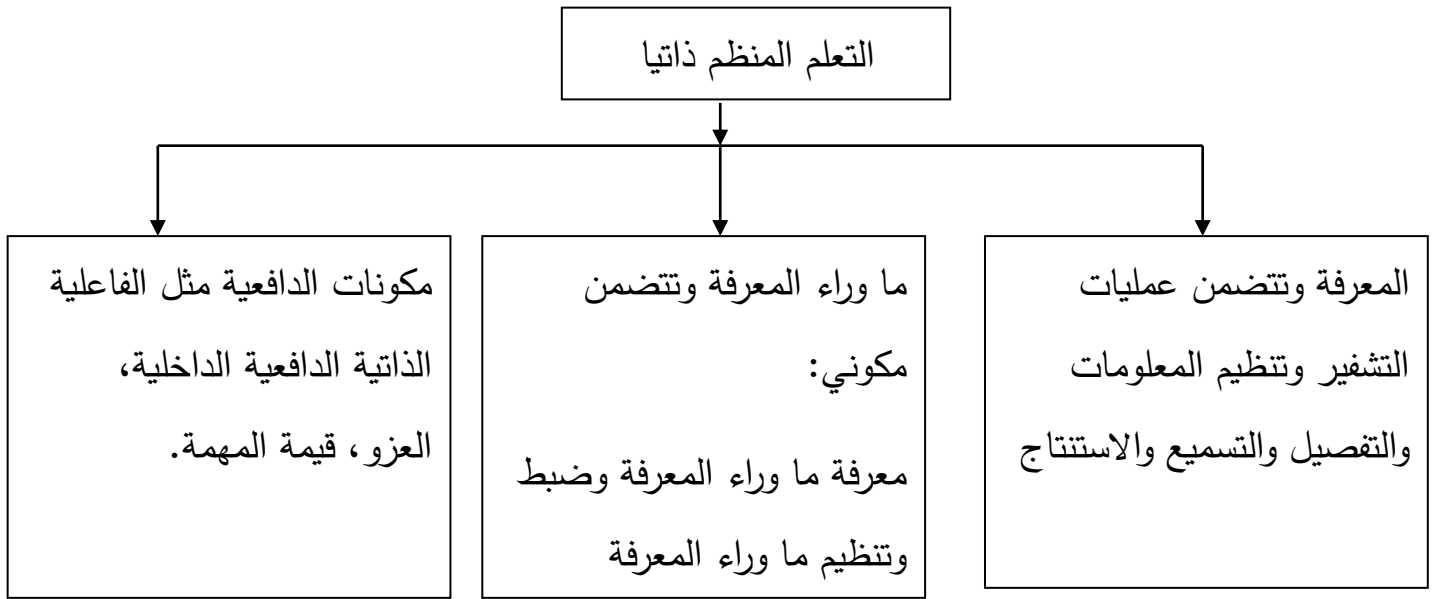 التعلم المنظم ذاتيا
المعرفة وتتضمن عمليات
التشفير وتنظيم المعلومات
والتفصيل والتسميع والاستنتاج
ما وراء المعرفة وتتضمن
مكوني:
معرفة ما وراء المعرفة وضبط
وتنظيم ما وراء المعرفة
مكونات الدافعية مثل الفاعلية
الذاتية الدافعية الداخلية،
العزو، قيمة المهمة.